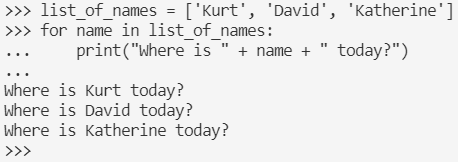 >>> list_of_names = ['Kurt', 'David', 'Katherine']
>>> for name in list_of_names:
...     print("Where is " + name + " today?")
...
Where is Kurt today?
Where is David today?
Where is Katherine today?
>>>